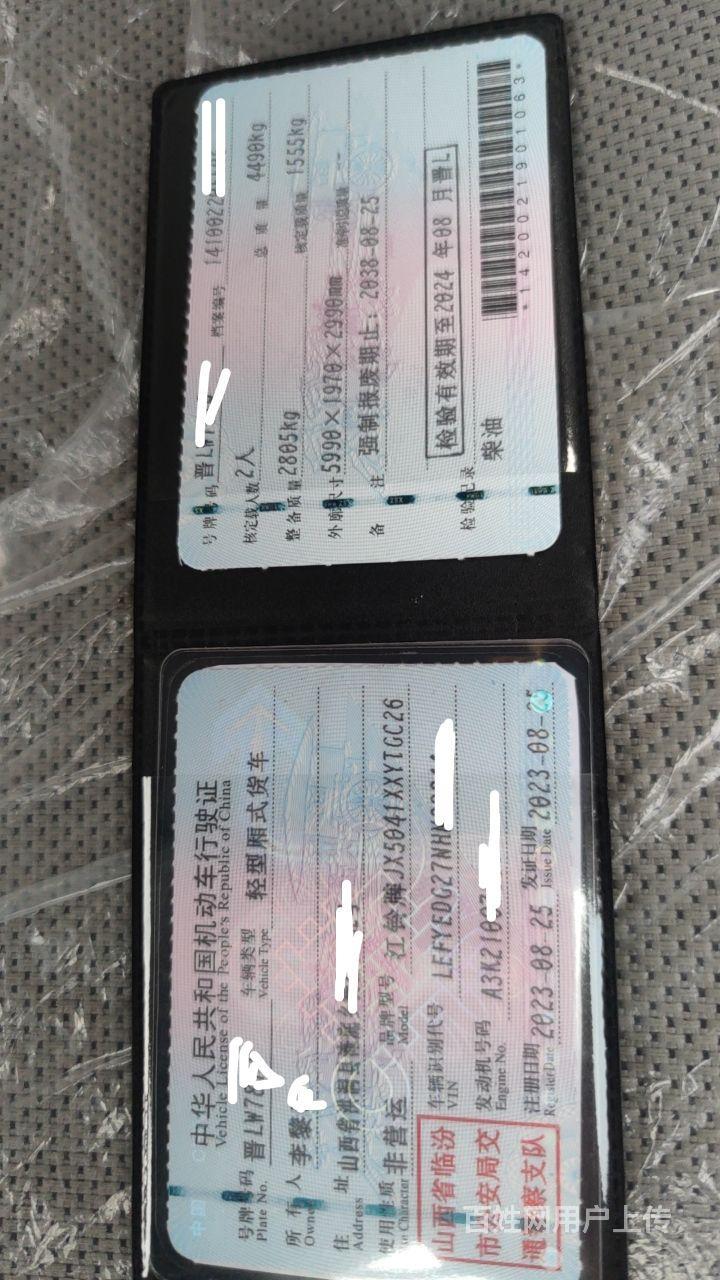 中华人民共和国机动车行驶证
Vehicle License of the People's Republic of China
号牌号码 晋LW7 车辆类型 轻型厢式货车
Plate No. Vehicle Type
所有人 李黎
Owner
住址 山西省洪洞县
Address
使用性质 非营运 品牌型号 江铃牌JX5041XXYTGC26
Use Character Model
山西省临汾
市公安局交
通警察支队
车辆识别代号 LEFYEDG27NHN
VIN
发动机号码 A3K210
Engine No.
注册日期 2023-08-25 发证日期 2023-08-25
Register Date Issue Date
号牌号码 晋LW 档案编号 1410022
核定载人数 2人 总质量 4490kg
整备质量 2805kg 核定载质量 1555kg
外廓尺寸 5990×1970×2990mm 准牵引总质量
备注 强制报废期止：2038-08-25
检验有效期至2024年08月晋L
检验记录 柴油
*14200021901063*
中国
百姓网用户上传